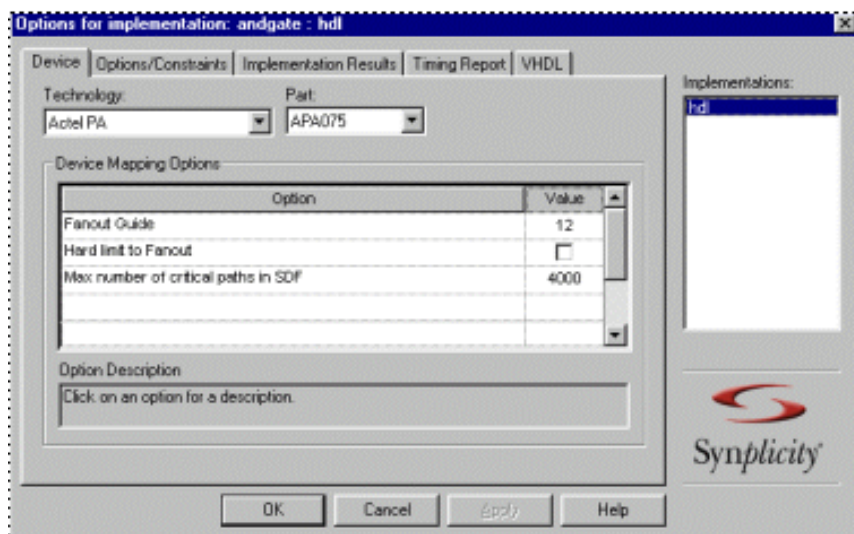 Options for implementation: andgate : hdl
Device Options/Constraints Implementation Results Timing Report VHDL
Implementations:
hdl
Technology: Part:
Actel PA APA075
Device Mapping Options
Option Value
Fanout Guide 12
Hard limit to Fanout
Max number of critical paths in SDF 4000
Option Description
Click on an option for a description.
Synplicity
OK Cancel Apply Help